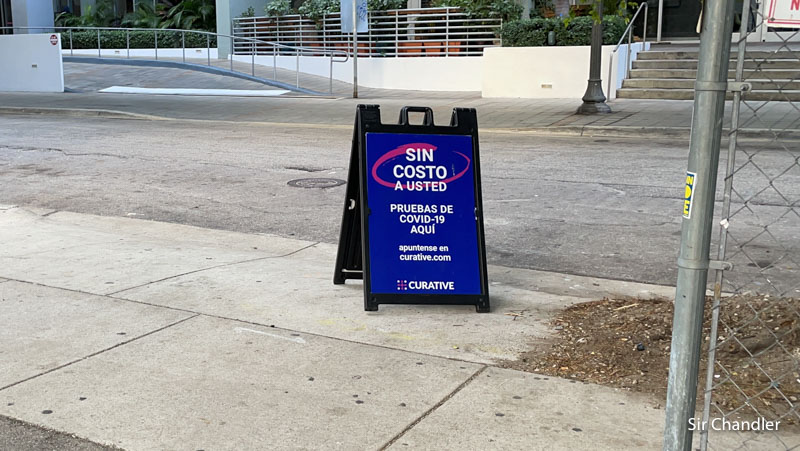 SIN
COSTO
A USTED
PRUEBAS DE
COVID-19
AQUÍ
apuntense en
curative.com
CURATIVE
Sir Chandler